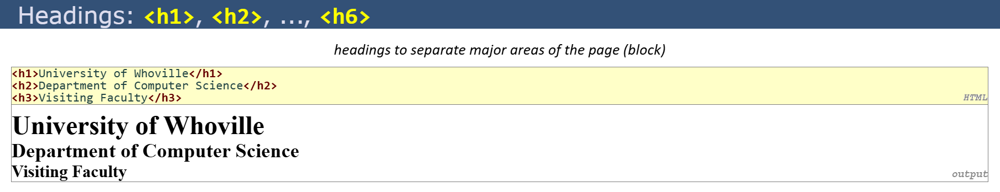 Headings: <h1>, <h2>, ..., <h6>
headings to separate major areas of the page (block)
<h1>University of Whoville</h1>
<h2>Department of Computer Science</h2>
<h3>Visiting Faculty</h3>
HTML
University of Whoville
Department of Computer Science
Visiting Faculty
output